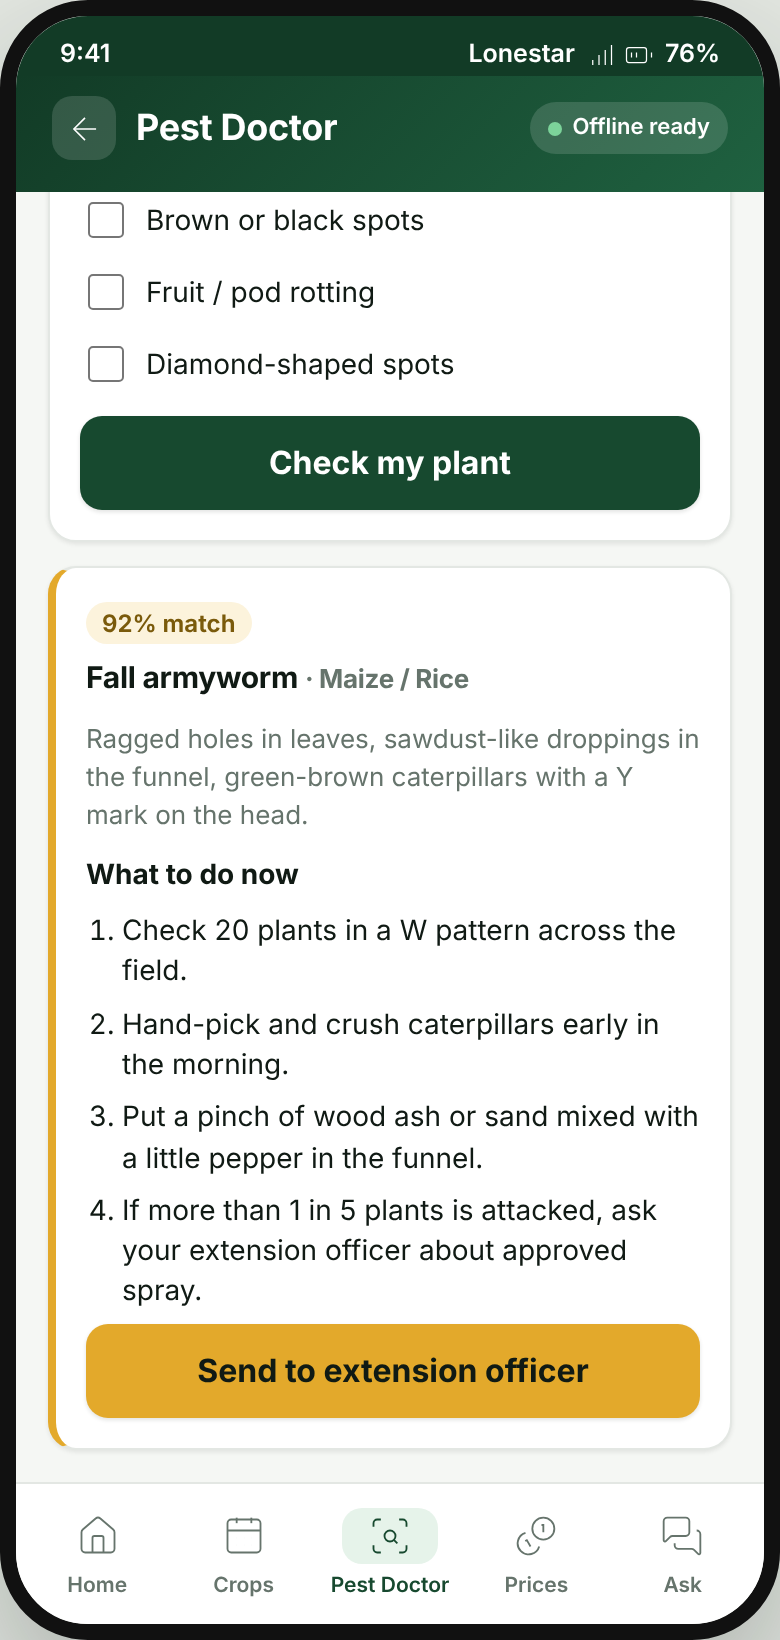 9:41
Lonestar
76%
Pest Doctor
Offline ready
Brown or black spots
Fruit / pod rotting
Diamond-shaped spots
Check my plant
92% match
Fall armyworm · Maize / Rice
Ragged holes in leaves, sawdust-like droppings in
the funnel, green-brown caterpillars with a Y
mark on the head.
What to do now
1. Check 20 plants in a W pattern across the
field.
2. Hand-pick and crush caterpillars early in
the morning.
3. Put a pinch of wood ash or sand mixed with
a little pepper in the funnel.
4. If more than 1 in 5 plants is attacked, ask
your extension officer about approved
spray.
Send to extension officer
Home
Crops
Pest Doctor
Prices
Ask